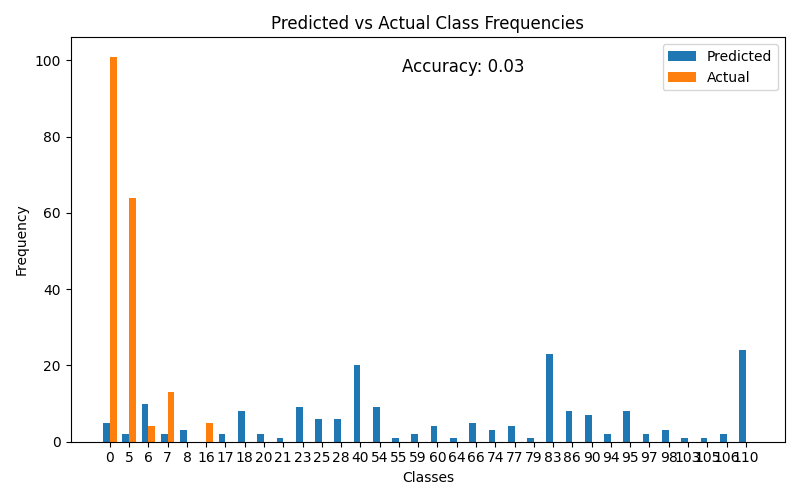 Predicted vs Actual Class Frequencies
Accuracy: 0.03
Predicted
Actual
100
80
60
40
20
0
Frequency
0 5 6 7 8 16 17 18 20 21 23 25 28 40 54 55 59 60 64 66 74 77 79 83 86 90 94 95 97 98 103 105 106 110
Classes